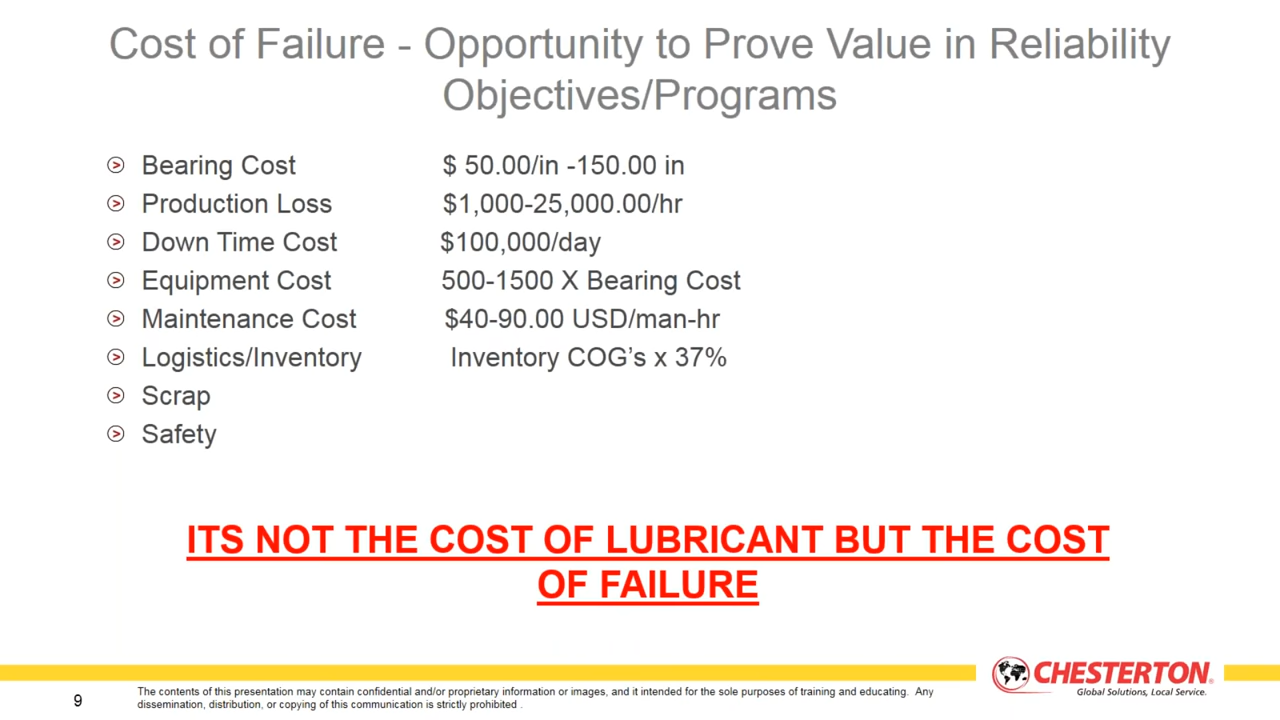 Cost of Failure - Opportunity to Prove Value in Reliability
Objectives/Programs
Bearing Cost $ 50.00/in -150.00 in
Production Loss $1,000-25,000.00/hr
Down Time Cost $100,000/day
Equipment Cost 500-1500 X Bearing Cost
Maintenance Cost $40-90.00 USD/man-hr
Logistics/Inventory Inventory COG’s x 37%
Scrap
Safety
ITS NOT THE COST OF LUBRICANT BUT THE COST
OF FAILURE
CHESTERTON®
Global Solutions, Local Service.
9
The contents of this presentation may contain confidential and/or proprietary information or images, and it intended for the sole purposes of training and educating. Any
dissemination, distribution, or copying of this communication is strictly prohibited .